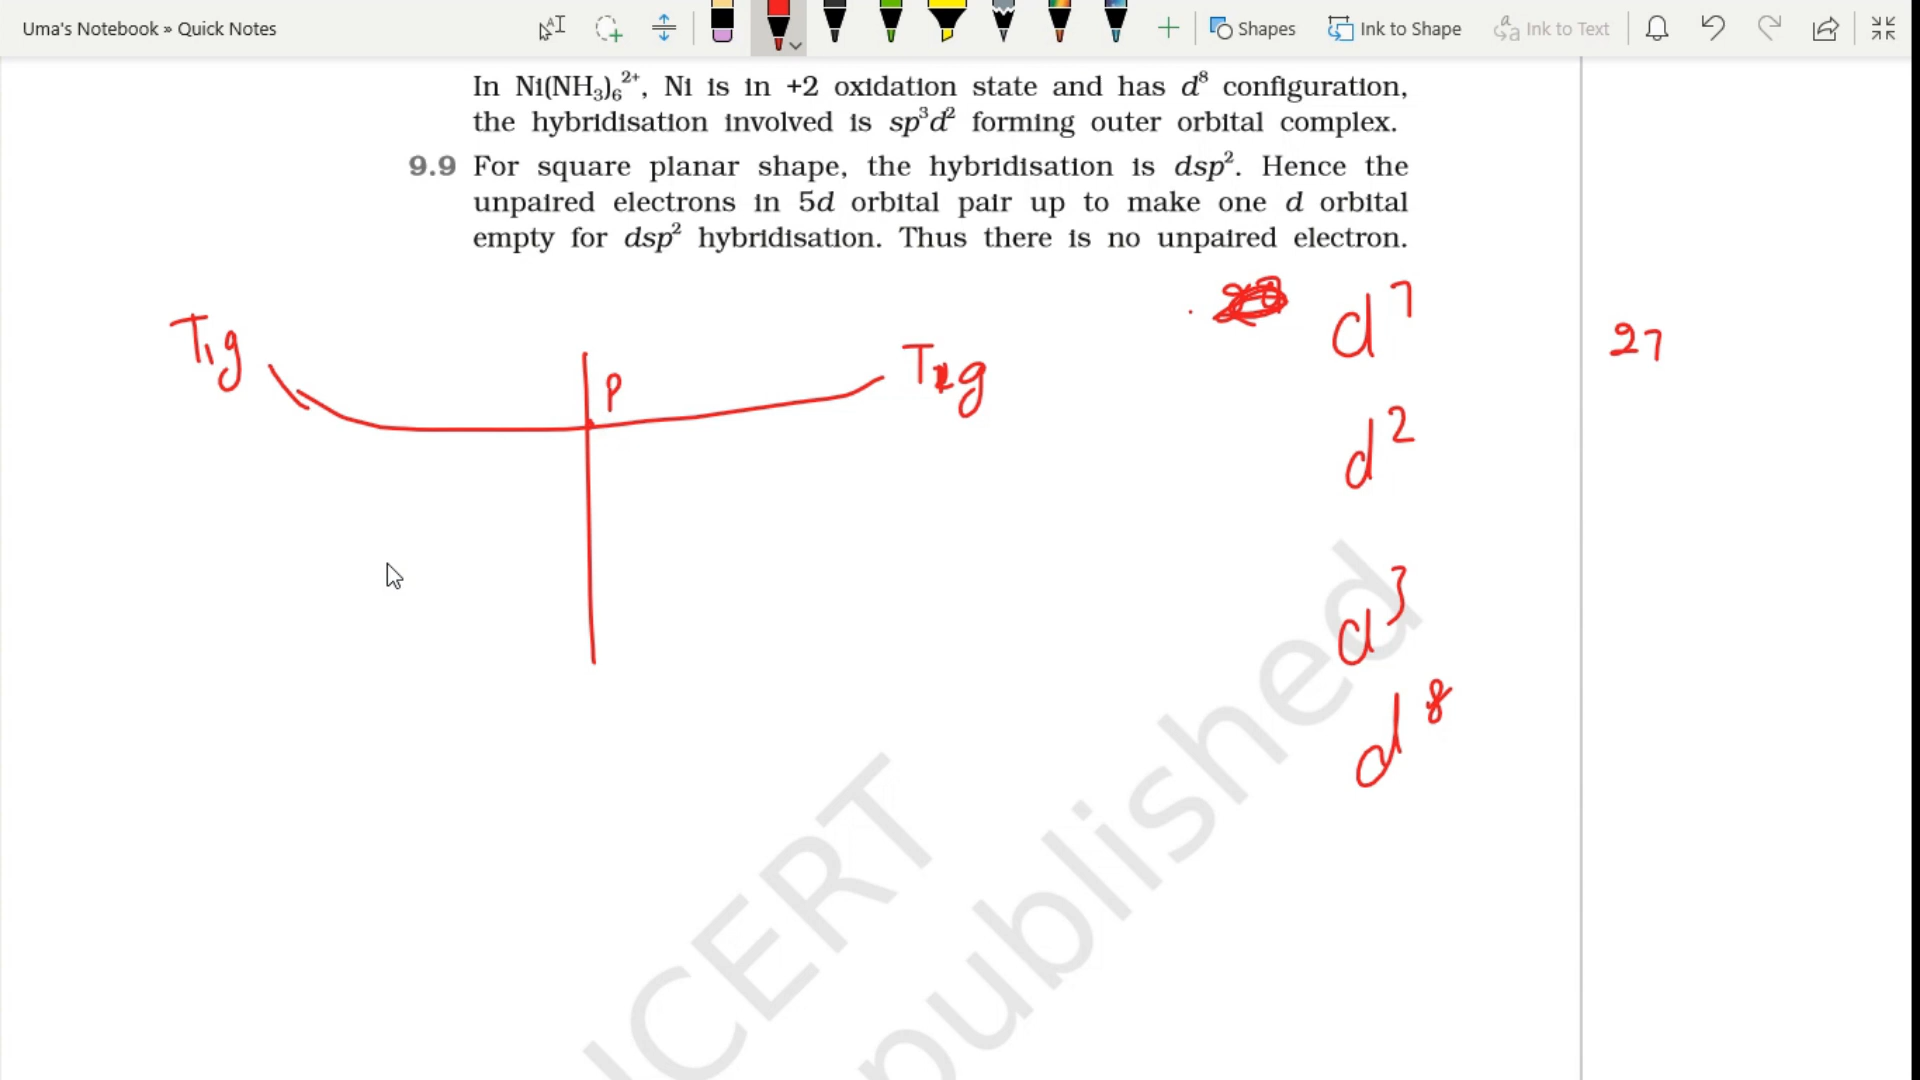 Uma's Notebook » Quick Notes
Shapes
Ink to Shape
Ink to Text
In Ni(NH₃)₆²⁺, Ni is in +2 oxidation state and has d⁸ configuration,
the hybridisation involved is sp³d² forming outer orbital complex.
9.9 For square planar shape, the hybridisation is dsp². Hence the
unpaired electrons in 5d orbital pair up to make one d orbital
empty for dsp² hybridisation. Thus there is no unpaired electron.
T₁g
P
g
d⁷
27
d²
d³
d⁸
NCERT
published